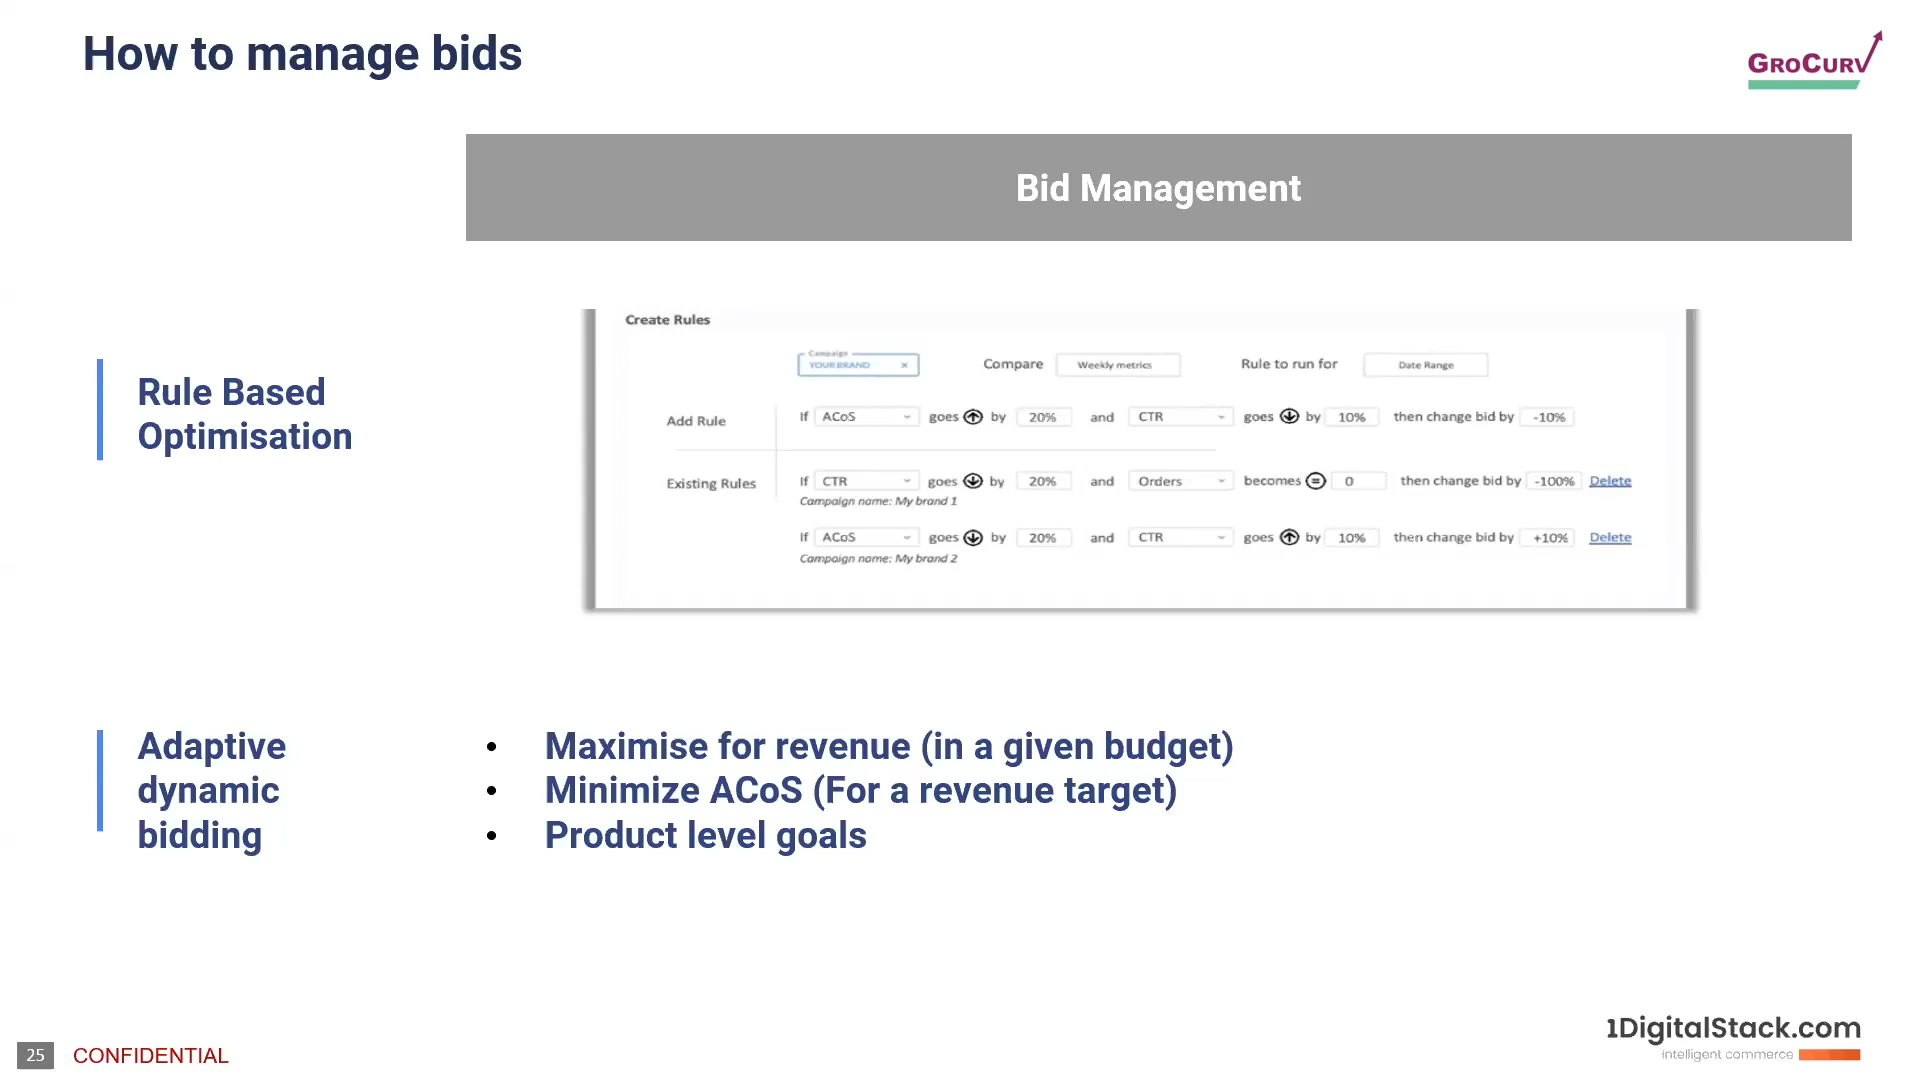 How to manage bids
GROCURV
Bid Management
Rule Based
Optimisation
Create Rules
Campaign
YOUR BRAND ×
Compare Weekly metrics
Rule to run for Date Range
Add Rule
If ACoS goes by 20% and CTR goes by 10% then change bid by -10%
Existing Rules
If CTR goes by 20% and Orders becomes = 0 then change bid by -100% Delete
Campaign name: My brand 1
If ACoS goes by 20% and CTR goes by 10% then change bid by +10% Delete
Campaign name: My brand 2
Adaptive
dynamic
bidding
• Maximise for revenue (in a given budget)
• Minimize ACoS (For a revenue target)
• Product level goals
25 CONFIDENTIAL
1DigitalStack.com
intelligent commerce